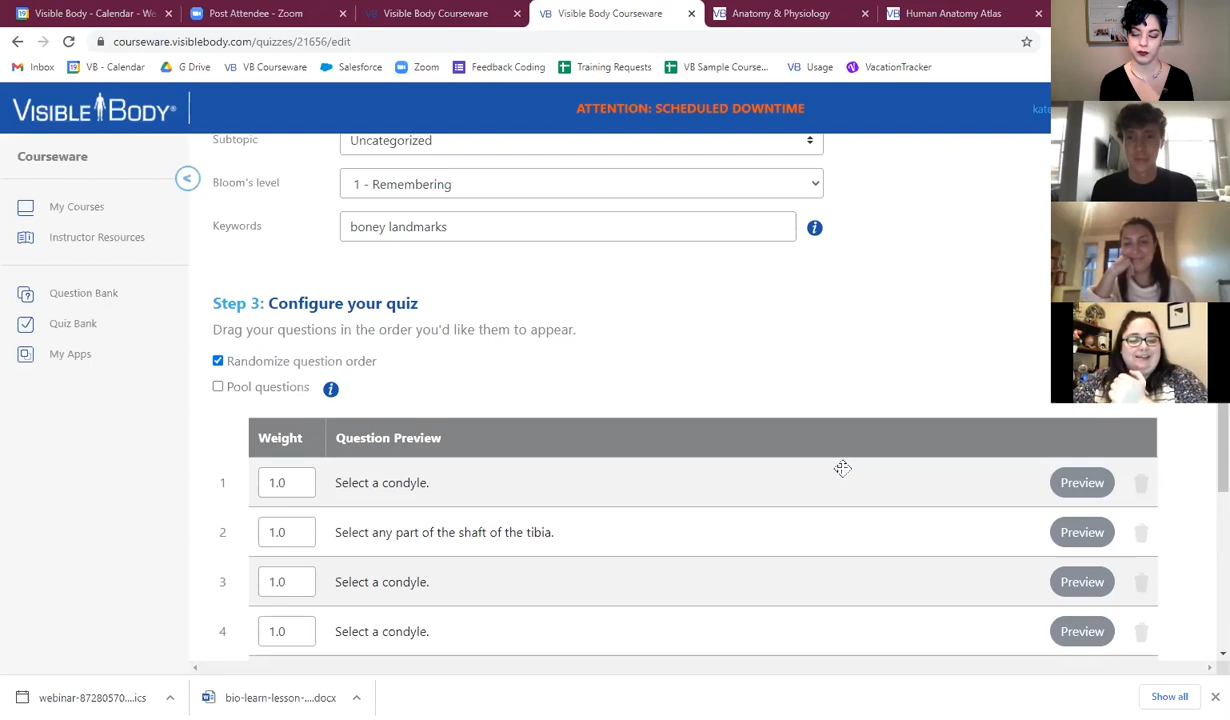 Visible Body - Calendar - We
Post Attendee - Zoom
Visible Body Courseware
Visible Body Courseware
Anatomy & Physiology
Human Anatomy Atlas
courseware.visiblebody.com/quizzes/21656/edit
Inbox
VB - Calendar
G Drive
VB Courseware
Salesforce
Zoom
Feedback Coding
Training Requests
VB Sample Course...
Usage
VacationTracker
VISIBLE BODY®
ATTENTION: SCHEDULED DOWNTIME
kate
Courseware
My Courses
Instructor Resources
Question Bank
Quiz Bank
My Apps
Subtopic
Uncategorized
Bloom's level
1 - Remembering
Keywords
boney landmarks
Step 3: Configure your quiz
Drag your questions in the order you'd like them to appear.
Randomize question order
Pool questions
Weight Question Preview
1 1.0 Select a condyle. Preview
2 1.0 Select any part of the shaft of the tibia. Preview
3 1.0 Select a condyle. Preview
4 1.0 Select a condyle. Preview
webinar-87280570....ics
bio-learn-lesson-....docx
Show all